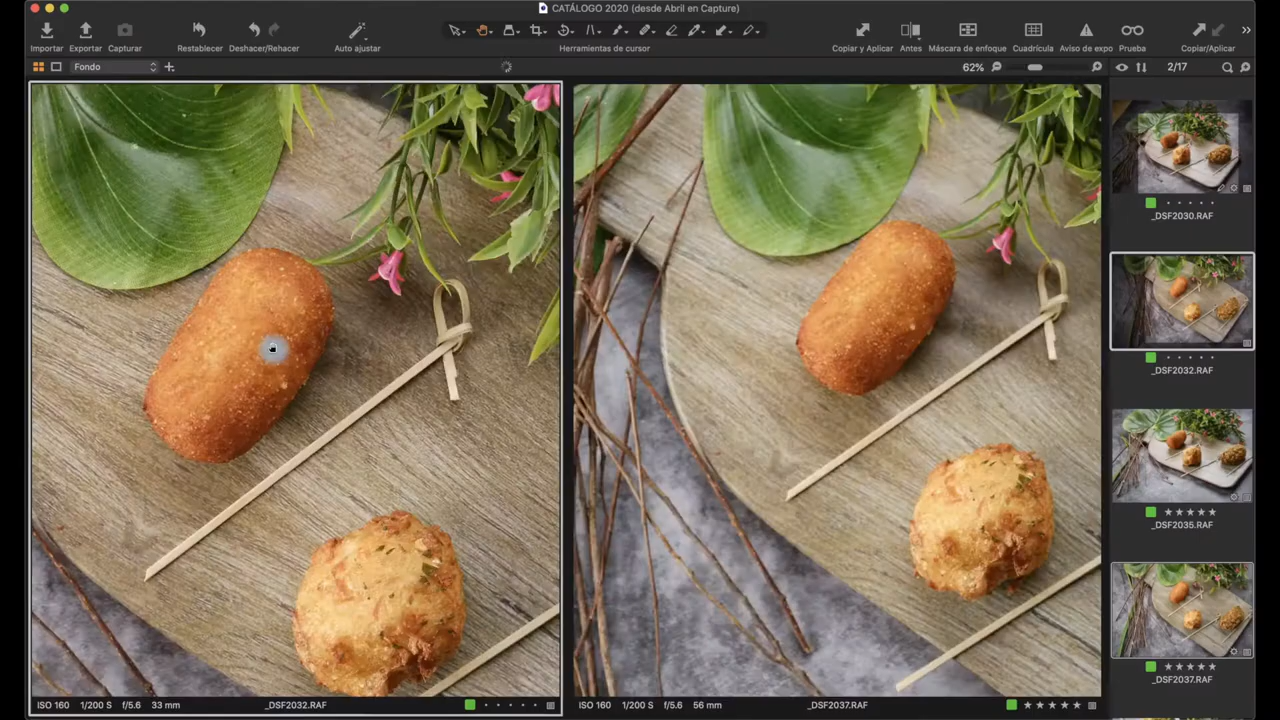 CATÁLOGO 2020 (desde Abril en Capture)
Importar Exportar Capturar Restablecer Deshacer/Rehacer Auto ajustar Herramientas de cursor Copiar y Aplicar Antes Máscara de enfoque Cuadrícula Aviso de expo Prueba Copiar/Aplicar
Fondo 62% 2/17
_DSF2030.RAF
_DSF2032.RAF
_DSF2035.RAF
_DSF2037.RAF
ISO 160 1/200 S f/5.6 33 mm _DSF2032.RAF
ISO 160 1/200 S f/5.6 56 mm _DSF2037.RAF